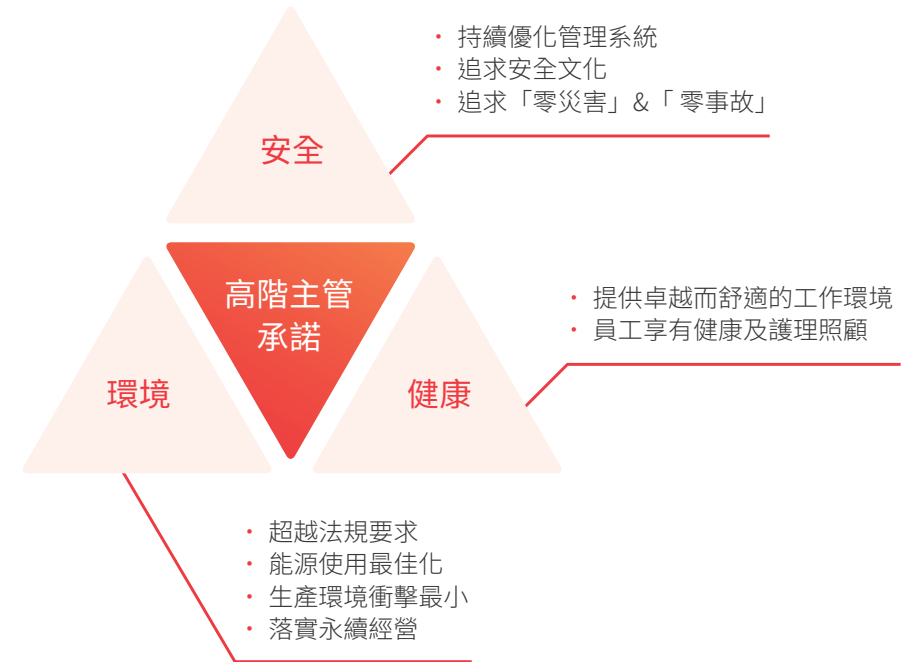 ・ 持續優化管理系統
・ 追求安全文化
・ 追求「零災害」&「 零事故」
安全
高階主管
承諾
・ 提供卓越而舒適的工作環境
・ 員工享有健康及護理照顧
環境
健康
・ 超越法規要求
・ 能源使用最佳化
・ 生產環境衝擊最小
・ 落實永續經營